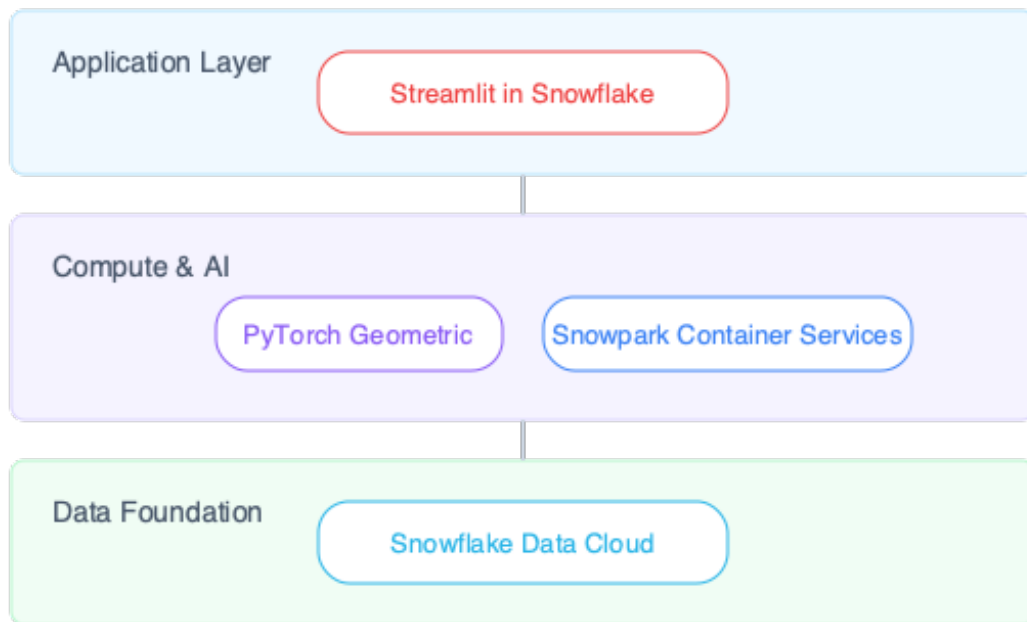 Application Layer
Streamlit in Snowflake
Compute & AI
PyTorch Geometric
Snowpark Container Services
Data Foundation
Snowflake Data Cloud